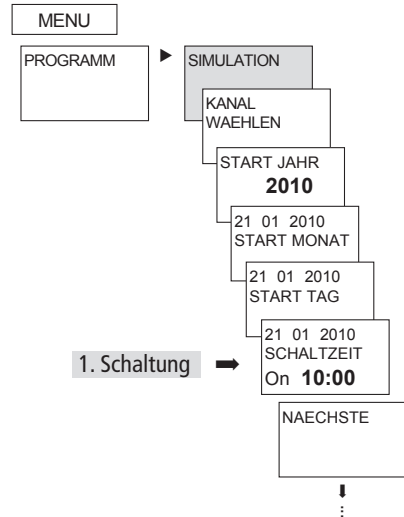 MENU
PROGRAMM
SIMULATION
KANAL
WAEHLEN
START JAHR
2010
21 01 2010
START MONAT
21 01 2010
START TAG
21 01 2010
SCHALTZEIT
On 10:00
1. Schaltung
NAECHSTE